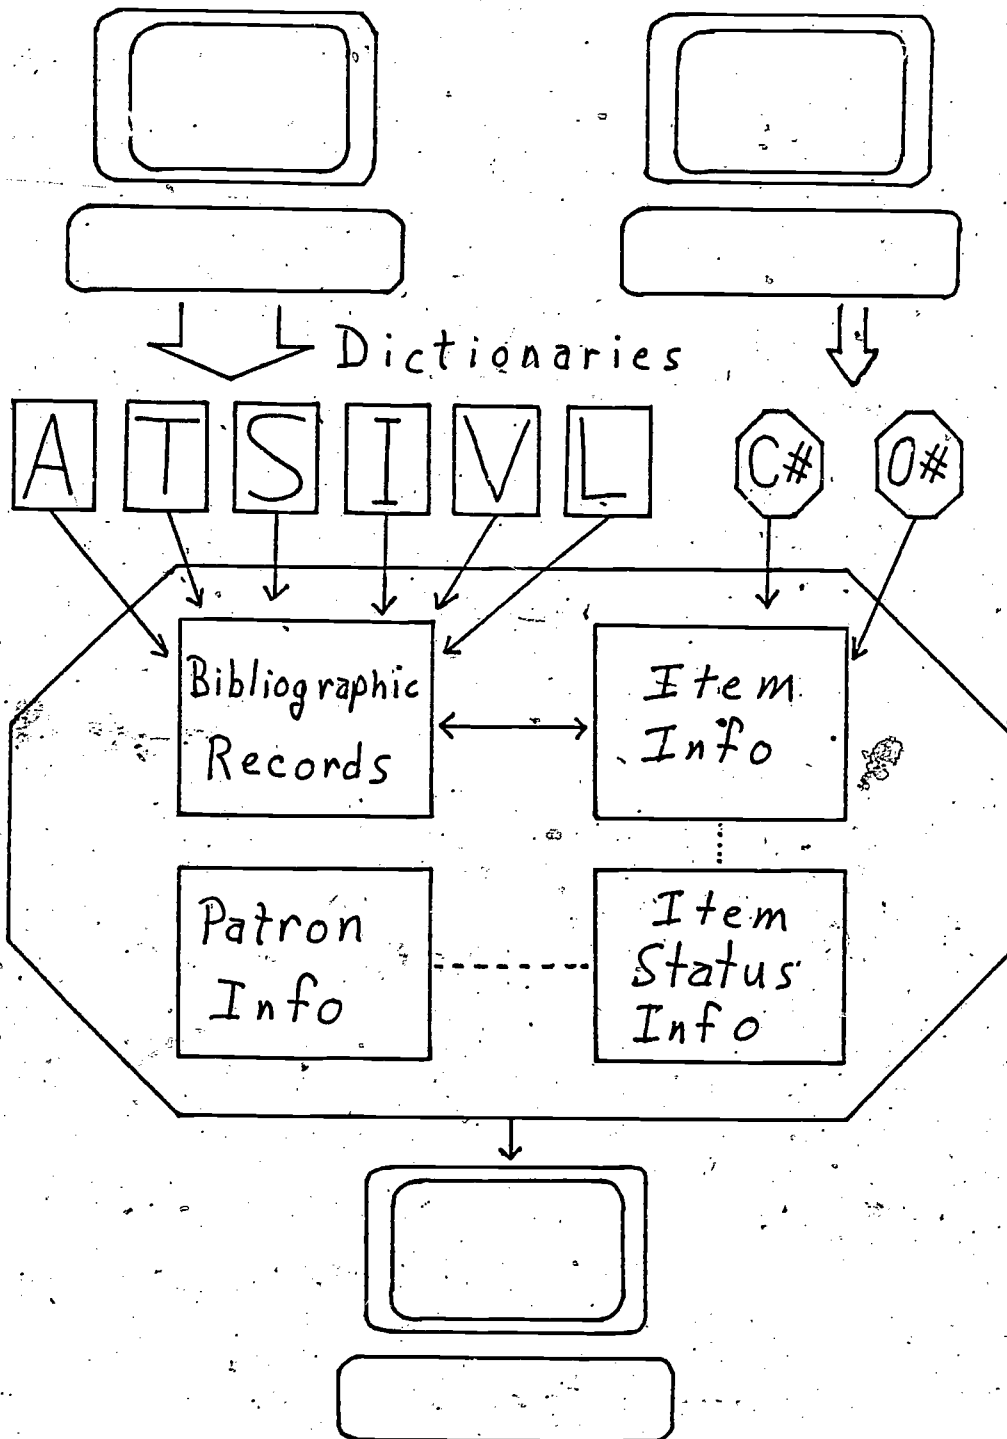 Dictionaries
A T S I V L C# O#
Bibliographic
Records
Item
Info
Patron
Info
Item
Status
Info